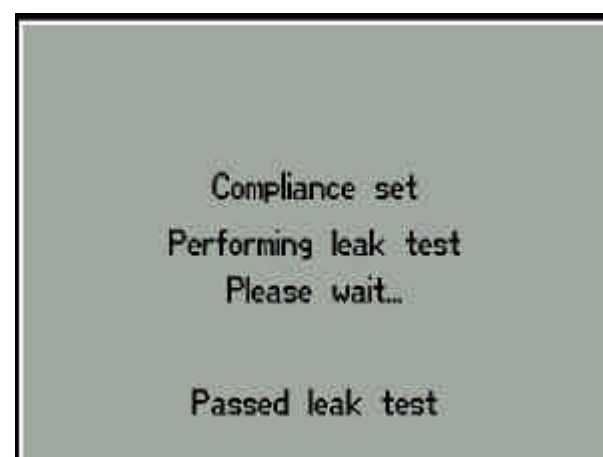 Compliance set
Performing leak test
Please wait…
Passed leak test